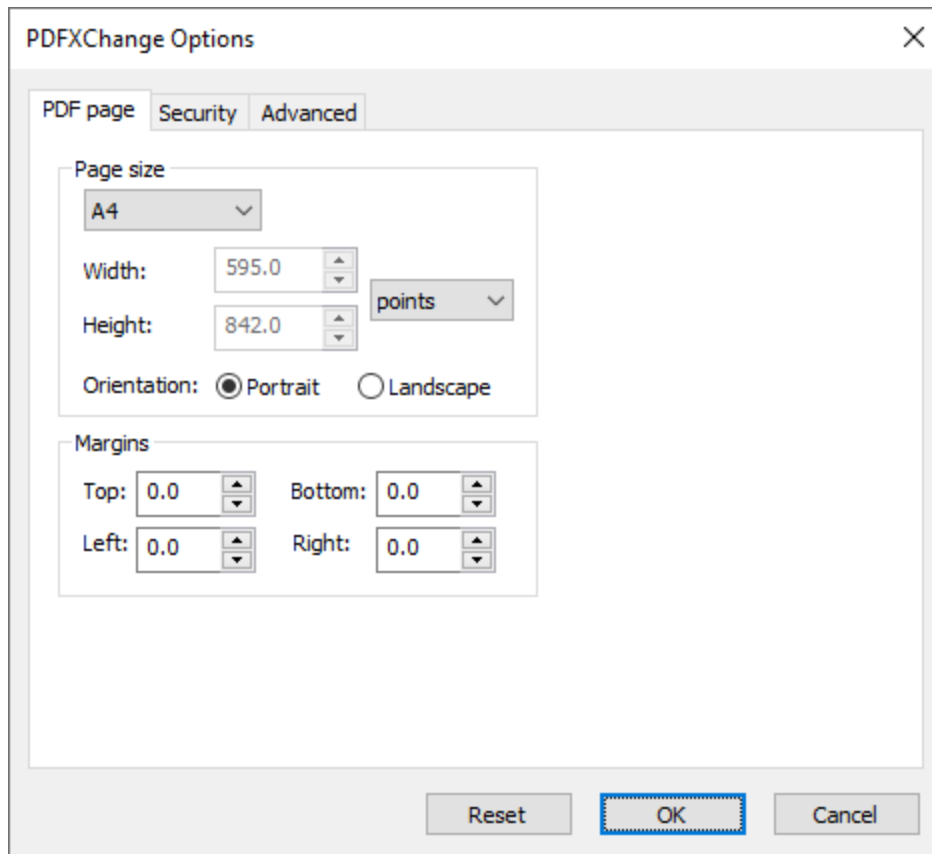 PDFXChange Options
PDF page Security Advanced
Page size
A4
Width: 595.0
points
Height: 842.0
Orientation: Portrait Landscape
Margins
Top: 0.0 Bottom: 0.0
Left: 0.0 Right: 0.0
Reset OK Cancel